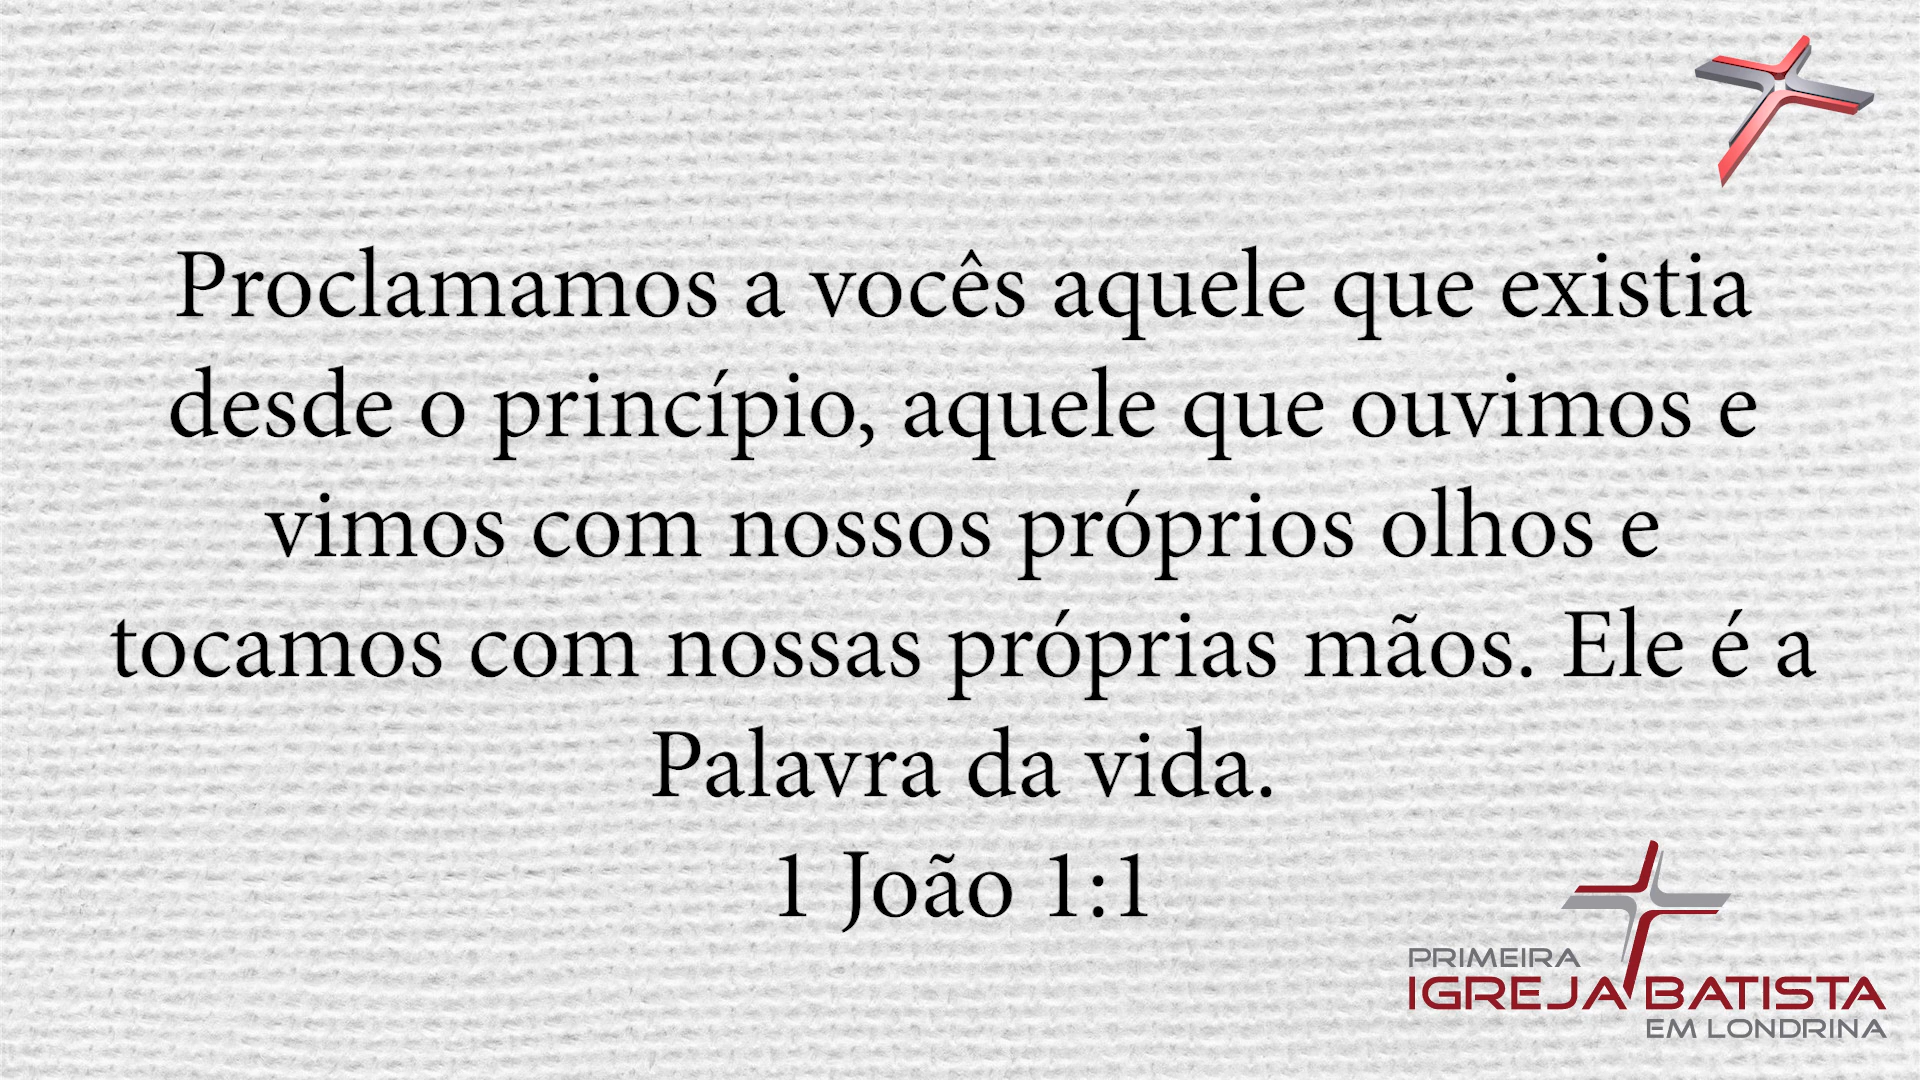 Proclamamos a vocês aquele que existia
desde o princípio, aquele que ouvimos e
vimos com nossos próprios olhos e
tocamos com nossas próprias mãos. Ele é a
Palavra da vida.
1 João 1:1
PRIMEIRA
IGREJA BATISTA
EM LONDRINA